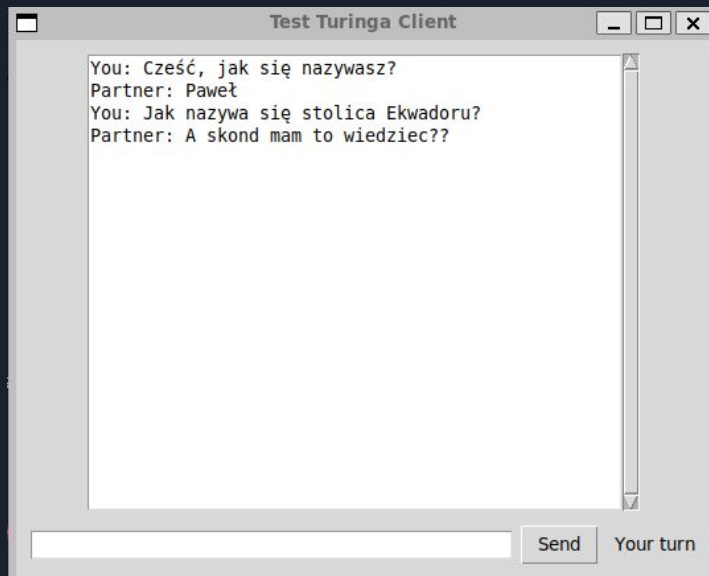 Test Turinga Client
You: Cześć, jak się nazywasz?
Partner: Paweł
You: Jak nazywa się stolica Ekwadoru?
Partner: A skond mam to wiedziec??
Send
Your turn